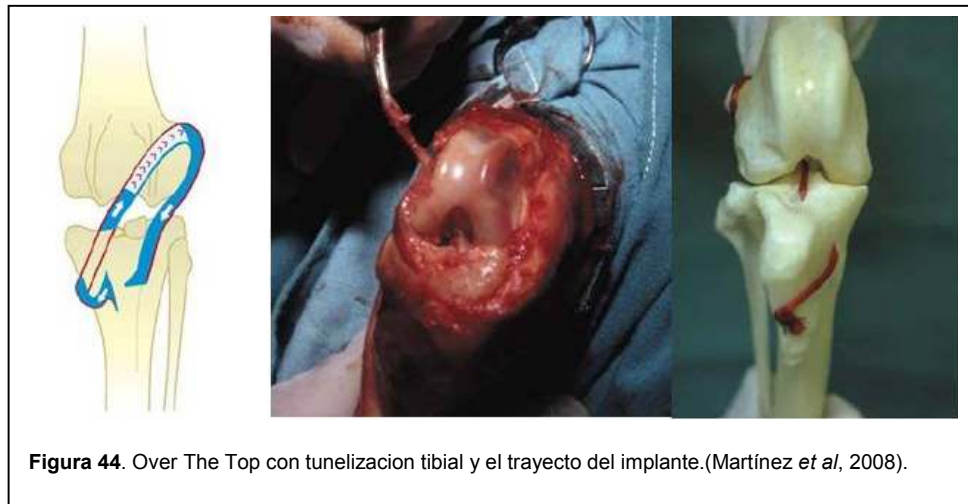 Figura 44. Over The Top con tunelizacion tibial y el trayecto del implante.(Martínez et al, 2008).